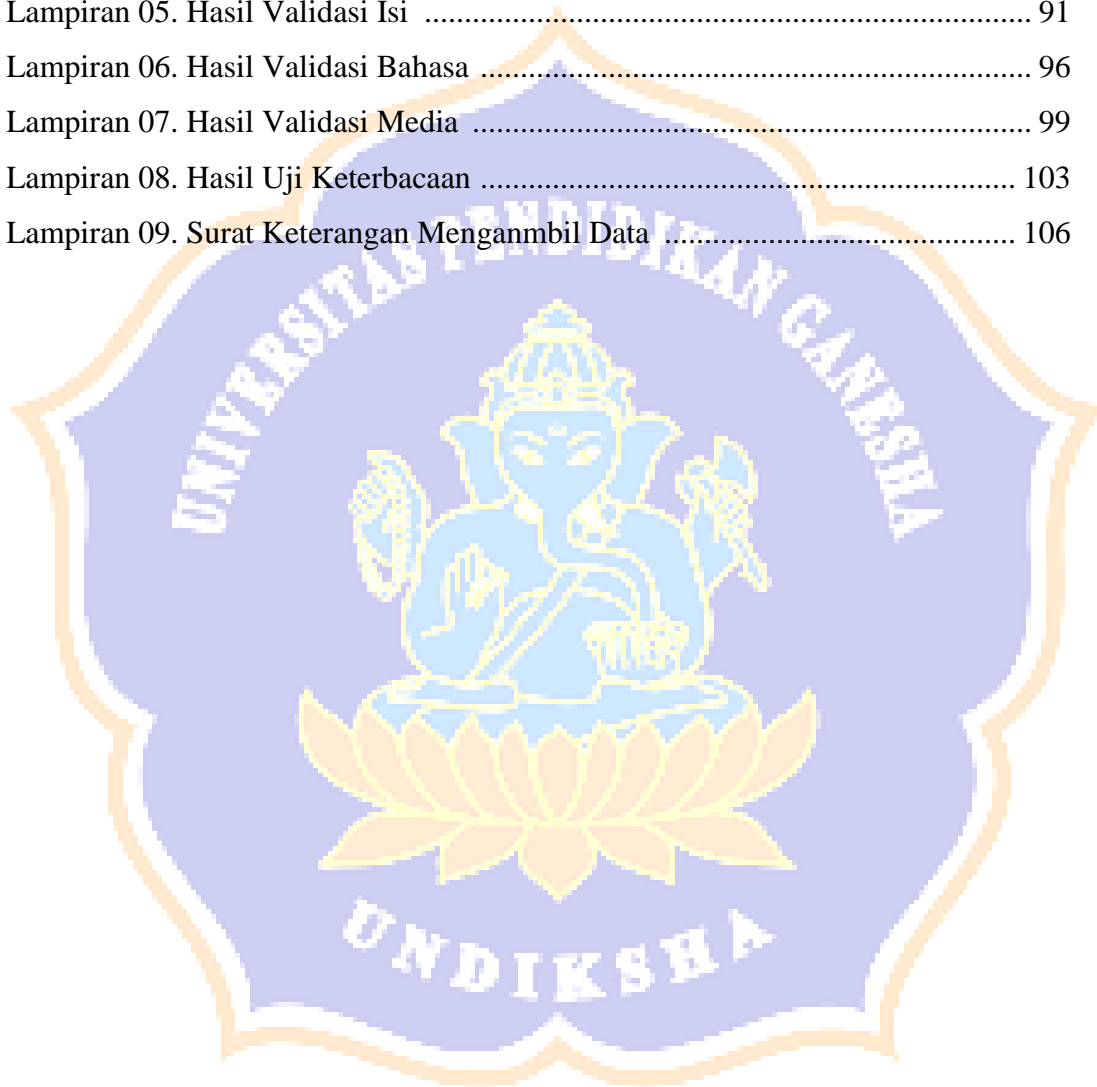 Lampiran 05. Hasil Validasi Isi .......................................................................... 91
Lampiran 06. Hasil Validasi Bahasa .................................................................. 96
Lampiran 07. Hasil Validasi Media .................................................................... 99
Lampiran 08. Hasil Uji Keterbacaan ................................................................. 103
Lampiran 09. Surat Keterangan Menganmbil Data ........................................... 106
UNIVERSITAS PENDIDIKAN GANESHA
UNDIKSHA